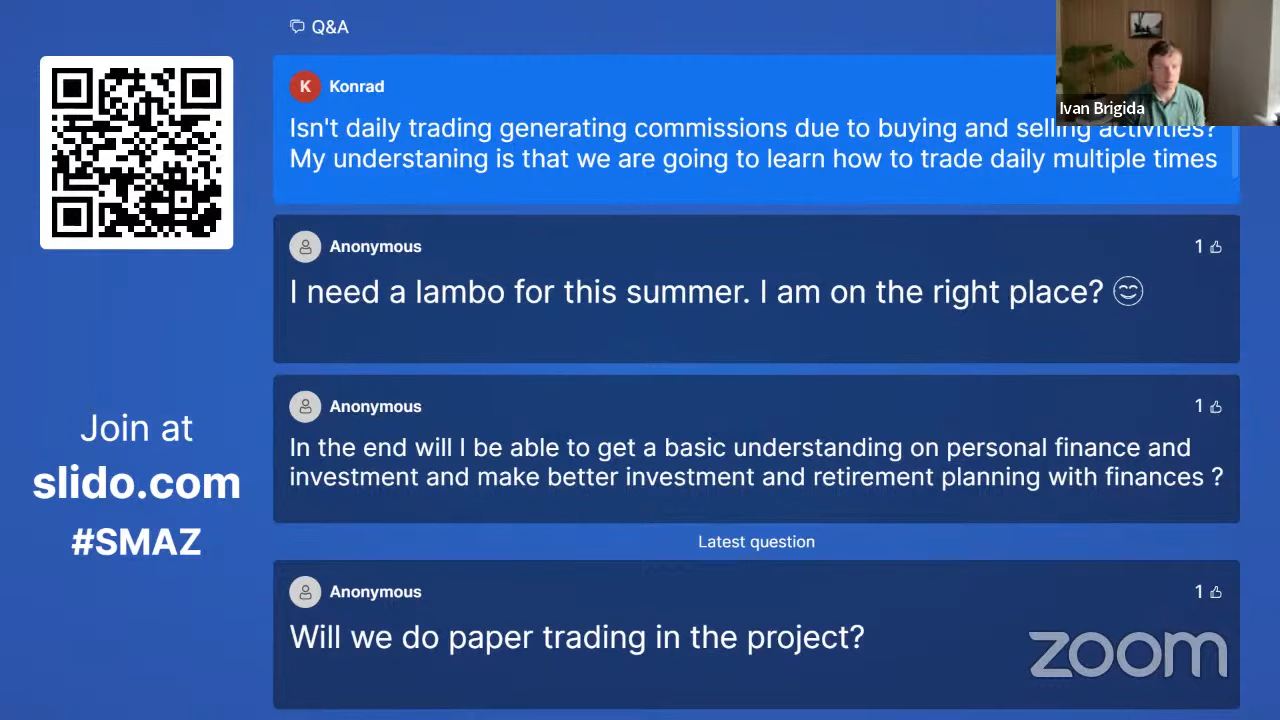 Q&A
Ivan Brigida
K Konrad
Isn't daily trading generating commissions due to buying and selling activities?
My understaning is that we are going to learn how to trade daily multiple times
Anonymous 1
I need a lambo for this summer. I am on the right place? 😊
Anonymous 1
In the end will I be able to get a basic understanding on personal finance and
investment and make better investment and retirement planning with finances ?
Latest question
Anonymous 1
Will we do paper trading in the project?
Join at
slido.com
#SMAZ
zoom